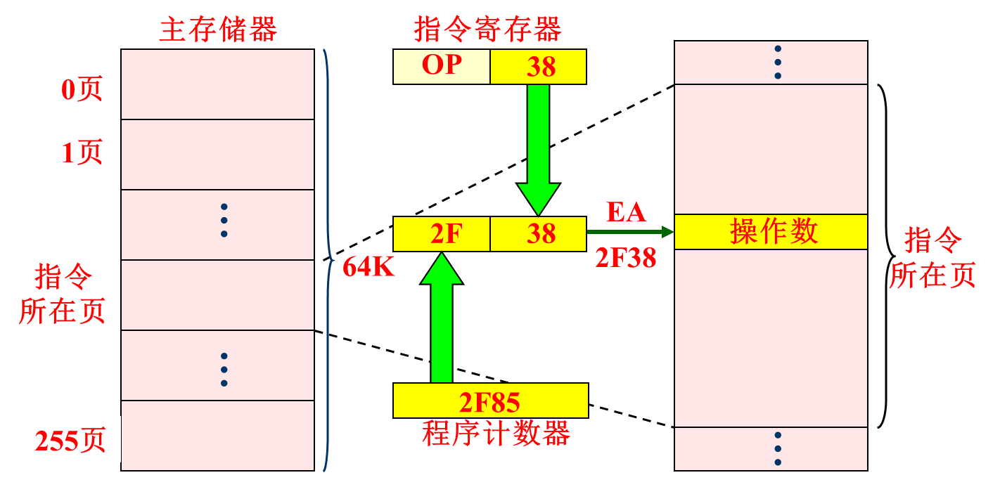 主存储器
0页
1页
指令
所在页
255页
64K
指令寄存器
OP
38
2F
38
EA
2F38
2F85
程序计数器
操作数
指令
所在页